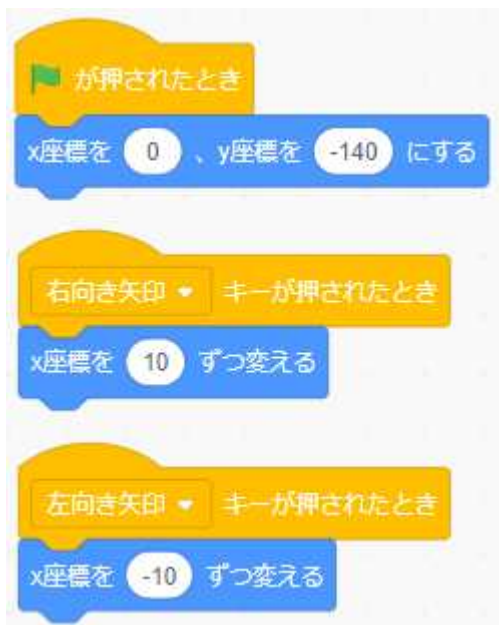 が押されたとき
x座標を 0 、y座標を -140 にする
右向き矢印 キーが押されたとき
x座標を 10 ずつ変える
左向き矢印 キーが押されたとき
x座標を -10 ずつ変える